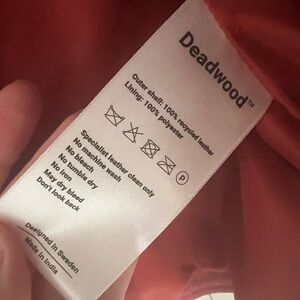 Deadwood™
Outer shell: 100% recycled leather
Lining: 100% polyester
P
Specialist leather clean only
No machine wash
No bleach
No tumble dry
No iron
May dry bleed
Don't look back
Designed in Sweden
Made in India